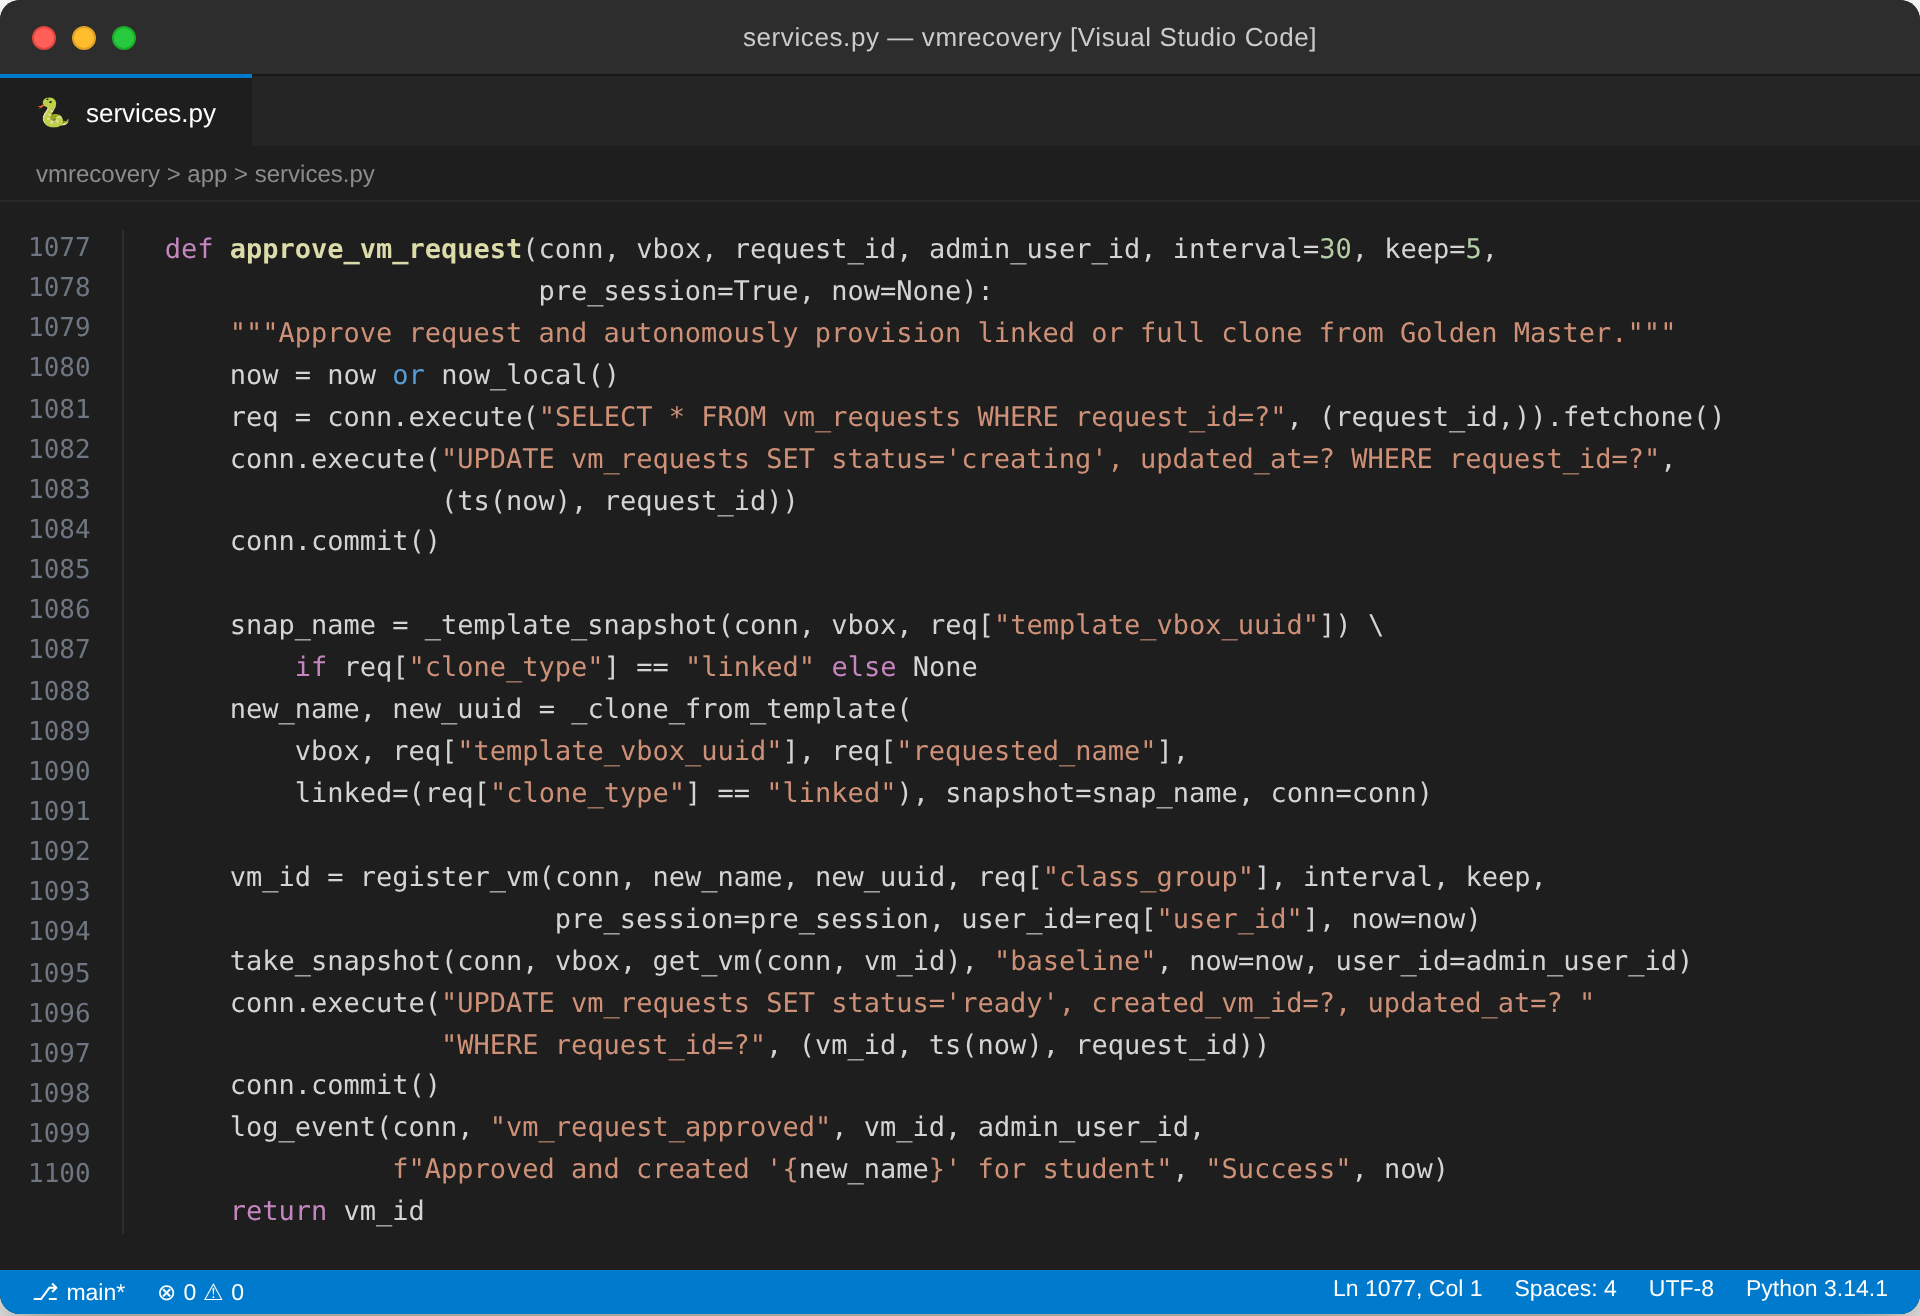 services.py — vmrecovery [Visual Studio Code]
🐍 services.py
vmrecovery > app > services.py
1077 def approve_vm_request(conn, vbox, request_id, admin_user_id, interval=30, keep=5,
1078                        pre_session=True, now=None):
1079     """Approve request and autonomously provision linked or full clone from Golden Master."""
1080     now = now or now_local()
1081     req = conn.execute("SELECT * FROM vm_requests WHERE request_id=?", (request_id,)).fetchone()
1082     conn.execute("UPDATE vm_requests SET status='creating', updated_at=? WHERE request_id=?",
1083                  (ts(now), request_id))
1084     conn.commit()
1085
1086     snap_name = _template_snapshot(conn, vbox, req["template_vbox_uuid"]) \
1087         if req["clone_type"] == "linked" else None
1088     new_name, new_uuid = _clone_from_template(
1089         vbox, req["template_vbox_uuid"], req["requested_name"],
1090         linked=(req["clone_type"] == "linked"), snapshot=snap_name, conn=conn)
1091
1092     vm_id = register_vm(conn, new_name, new_uuid, req["class_group"], interval, keep,
1093                         pre_session=pre_session, user_id=req["user_id"], now=now)
1094     take_snapshot(conn, vbox, get_vm(conn, vm_id), "baseline", now=now, user_id=admin_user_id)
1095     conn.execute("UPDATE vm_requests SET status='ready', created_vm_id=?, updated_at=? "
1096                  "WHERE request_id=?", (vm_id, ts(now), request_id))
1097     conn.commit()
1098     log_event(conn, "vm_request_approved", vm_id, admin_user_id,
1099               f"Approved and created '{new_name}' for student", "Success", now)
1100     return vm_id
⎇ main* ⊗ 0 ⚠ 0 Ln 1077, Col 1 Spaces: 4 UTF-8 Python 3.14.1